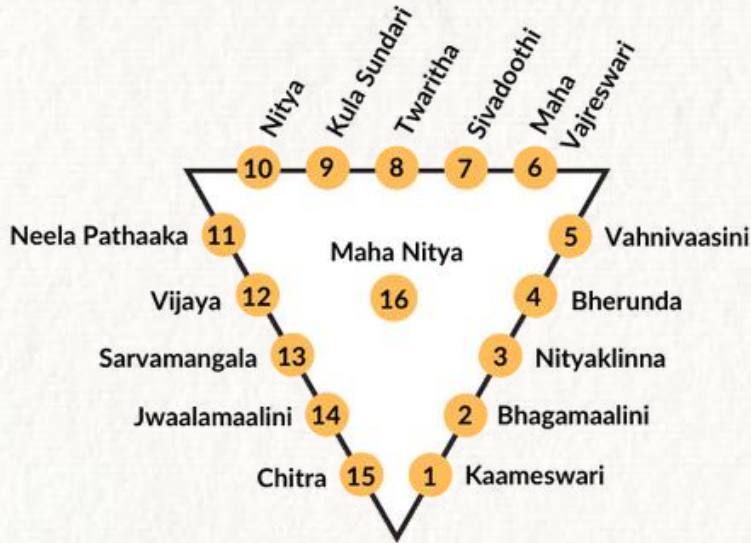 Nitya
Kula Sundari
Twaritha
Sivadoothi
Maha
Vajreswari
10
9
8
7
6
Neela Pathaaka
11
5
Vahnivaasini
Maha Nitya
16
Vijaya
12
4
Bherunda
Sarvamangala
13
3
Nityaklinna
Jwaalamaalini
14
2
Bhagamaalini
Chitra
15
1
Kaameswari